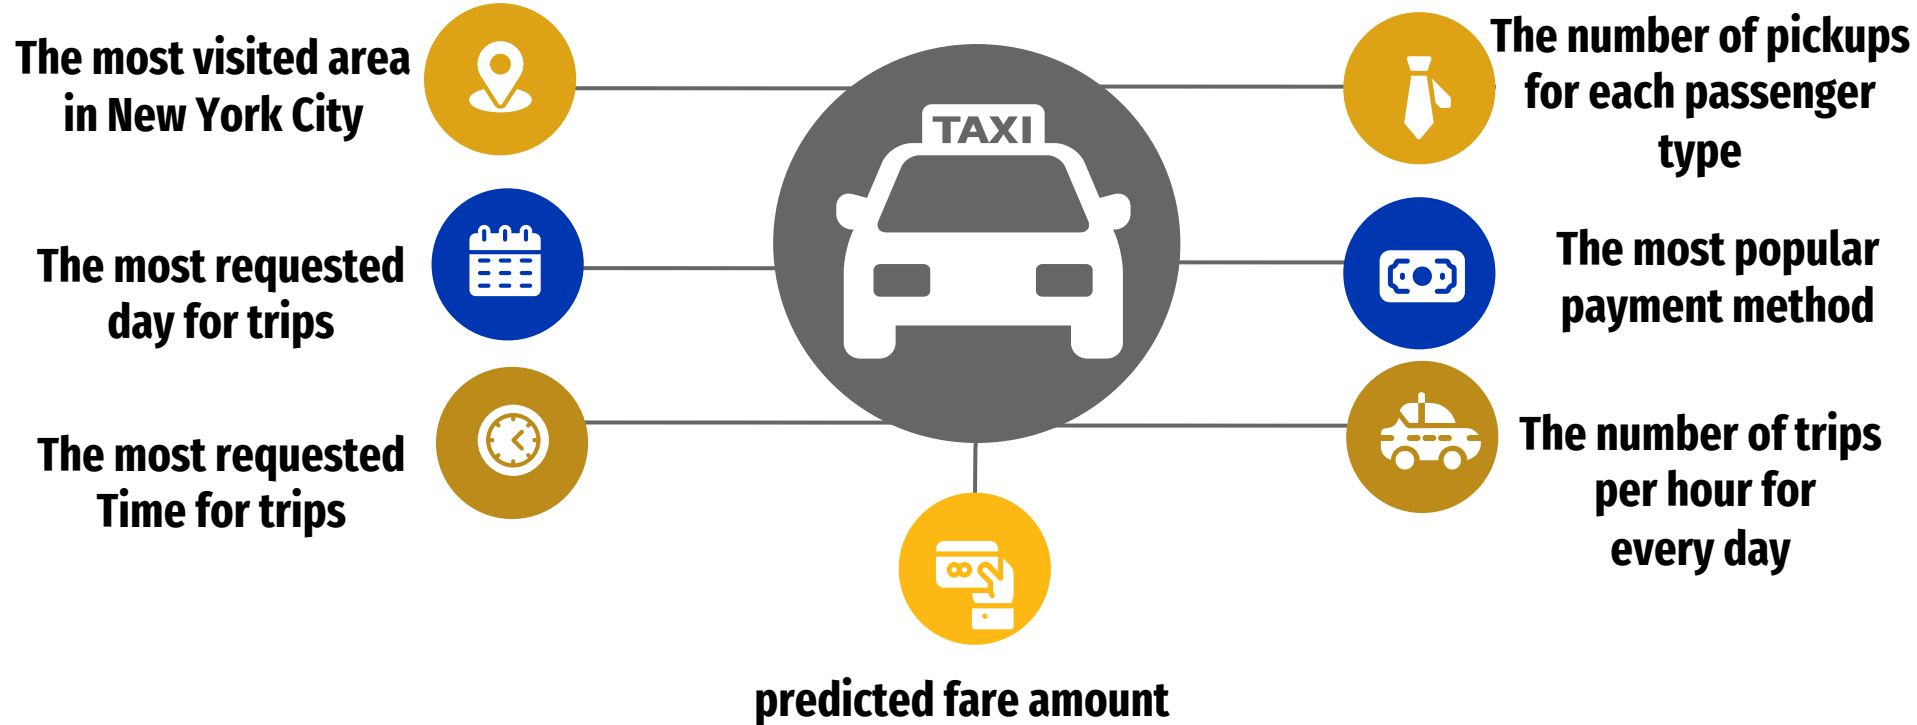 The most visited area
in New York City
The most requested
day for trips
The most requested
Time for trips
TAXI
predicted fare amount
The number of pickups
for each passenger
type
The most popular
payment method
The number of trips
per hour for
every day